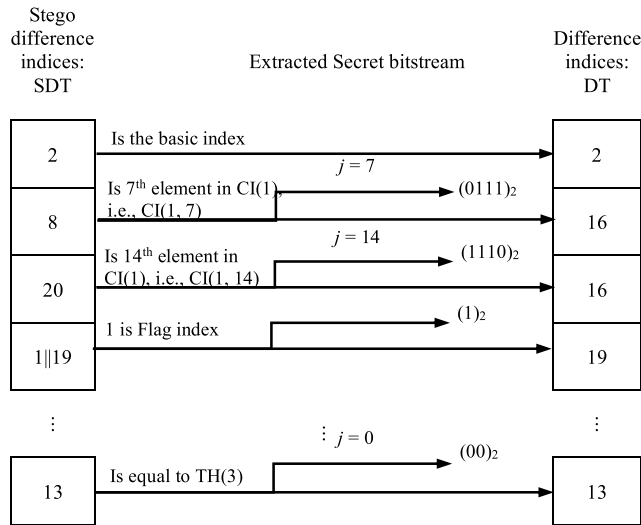 Stego
difference
indices:
SDT
Extracted Secret bitstream
Difference
indices:
DT
2
Is the basic index
2
j = 7
Is 7th element in CI(1),
i.e., CI(1, 7)
(0111)2
8
16
j = 14
Is 14th element in
CI(1), i.e., CI(1, 14)
(1110)2
20
16
1 is Flag index
(1)2
1||19
19
⋮
⋮
⋮ j = 0
(00)2
Is equal to TH(3)
13
13